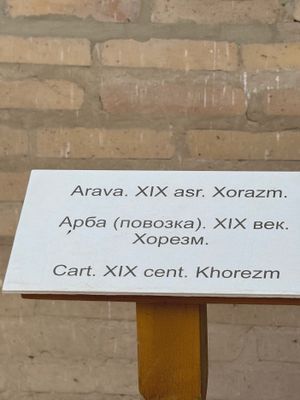 Arava. XIX asr. Xorazm.
Арба (повозка). XIX век.
Хорезм.
Cart. XIX cent. Khorezm